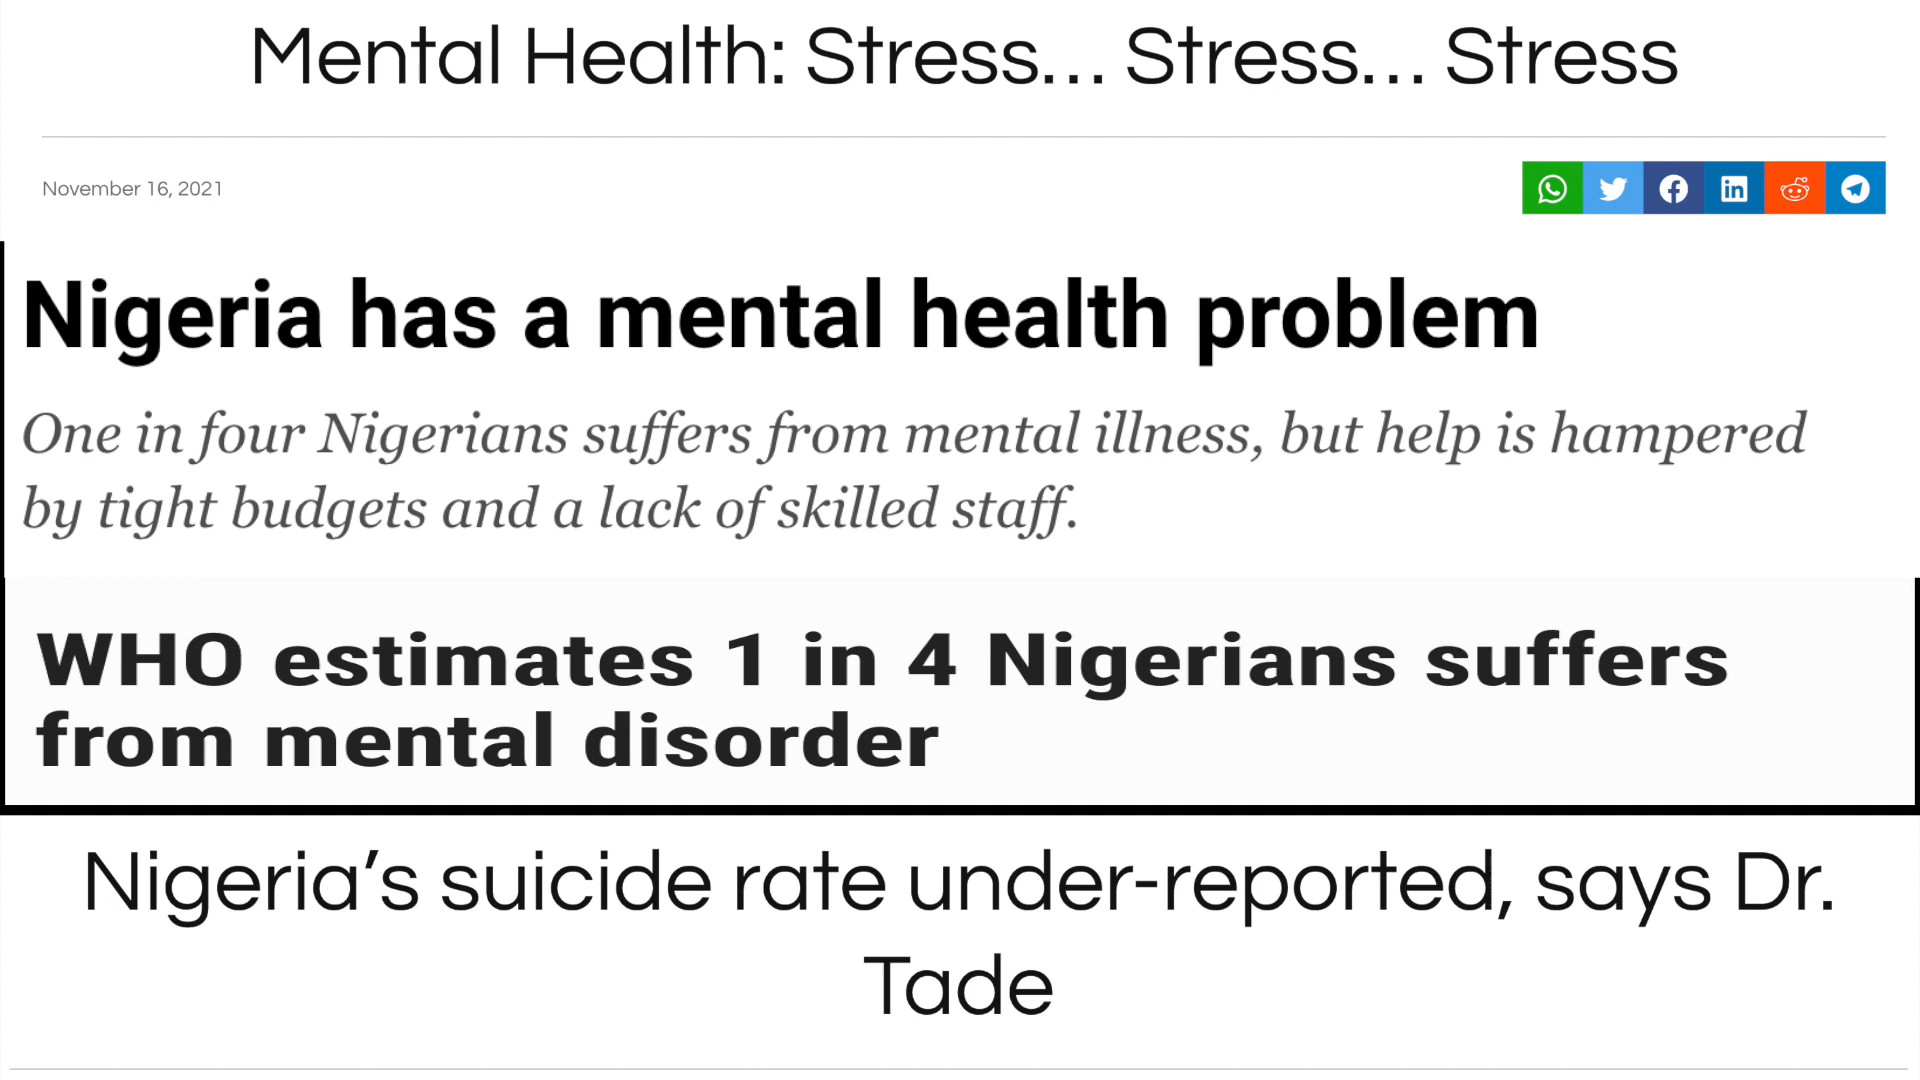 Mental Health: Stress… Stress… Stress
November 16, 2021
Nigeria has a mental health problem
One in four Nigerians suffers from mental illness, but help is hampered
by tight budgets and a lack of skilled staff.
WHO estimates 1 in 4 Nigerians suffers
from mental disorder
Nigeria’s suicide rate under-reported, says Dr.
Tade